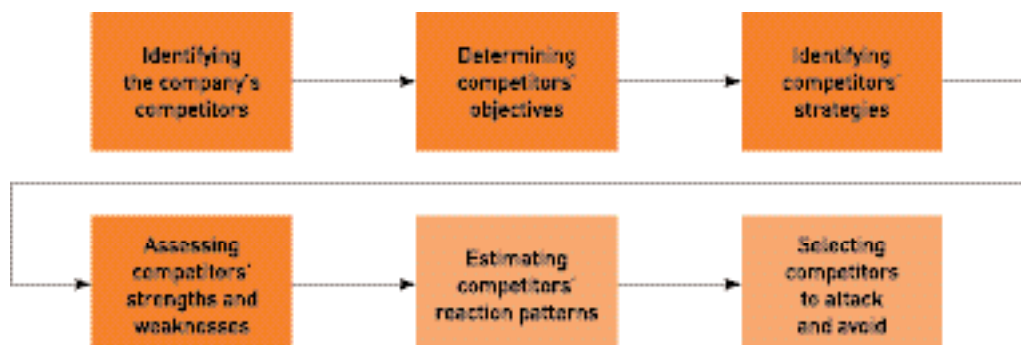 Identifying
the company's
competitors
Determining
competitors'
objectives
Identifying
competitors'
strategies
Assessing
competitors'
strengths and
weaknesses
Estimating
competitors'
reaction patterns
Selecting
competitors
to attack
and avoid